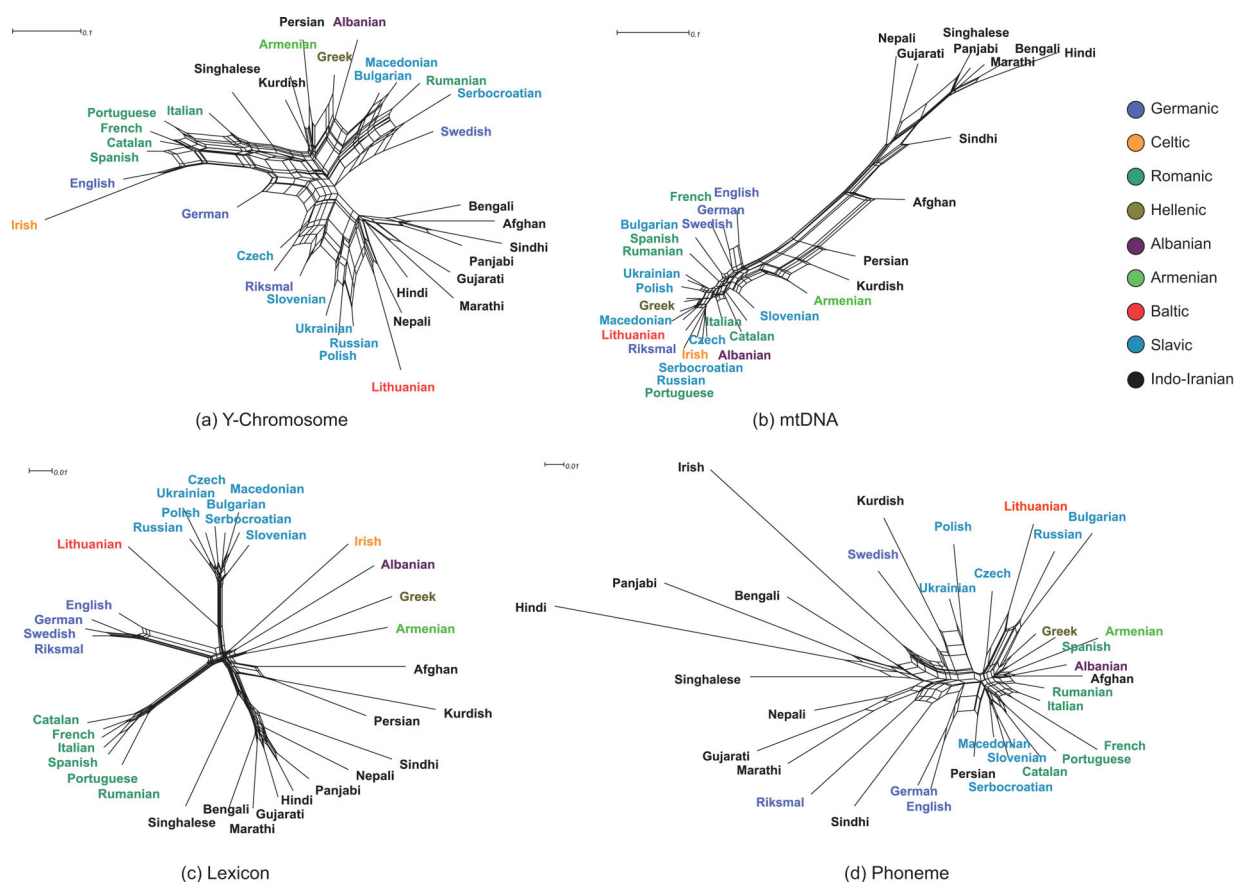 0.1
Persian
Albanian
Armenian
Greek
Macedonian
Bulgarian
Singhalese
Kurdish
Rumanian
Serbocroatian
Portuguese
Italian
French
Catalan
Spanish
Swedish
English
Irish
German
Bengali
Afghan
Sindhi
Panjabi
Gujarati
Marathi
Czech
Riksmal
Slovenian
Hindi
Nepali
Ukrainian
Russian
Polish
Lithuanian
(a) Y-Chromosome
0.1
Nepali
Gujarati
Singhalese
Panjabi
Marathi
Bengali
Hindi
Sindhi
Afghan
French
English
German
Bulgarian
Swedish
Spanish
Rumanian
Persian
Ukrainian
Polish
Kurdish
Armenian
Greek
Macedonian
Italian
Slovenian
Lithuanian
Catalan
Riksmal
Czech
Irish
Albanian
Serbocroatian
Russian
Portuguese
(b) mtDNA
Germanic
Celtic
Romanic
Hellenic
Albanian
Armenian
Baltic
Slavic
Indo-Iranian
0.01
Czech
Ukrainian
Macedonian
Polish
Bulgarian
Russian
Serbocroatian
Slovenian
Lithuanian
Irish
Albanian
English
German
Swedish
Riksmal
Greek
Armenian
Afghan
Kurdish
Persian
Catalan
French
Italian
Spanish
Portuguese
Rumanian
Sindhi
Nepali
Panjabi
Hindi
Gujarati
Bengali
Marathi
Singhalese
(c) Lexicon
0.01
Irish
Kurdish
Lithuanian
Bulgarian
Polish
Russian
Swedish
Czech
Ukrainian
Panjabi
Bengali
Hindi
Greek
Armenian
Spanish
Albanian
Afghan
Singhalese
Rumanian
Italian
Nepali
Gujarati
Marathi
Macedonian
French
Slovenian
Portuguese
Persian
Catalan
Serbocroatian
Riksmal
German
English
Sindhi
(d) Phoneme